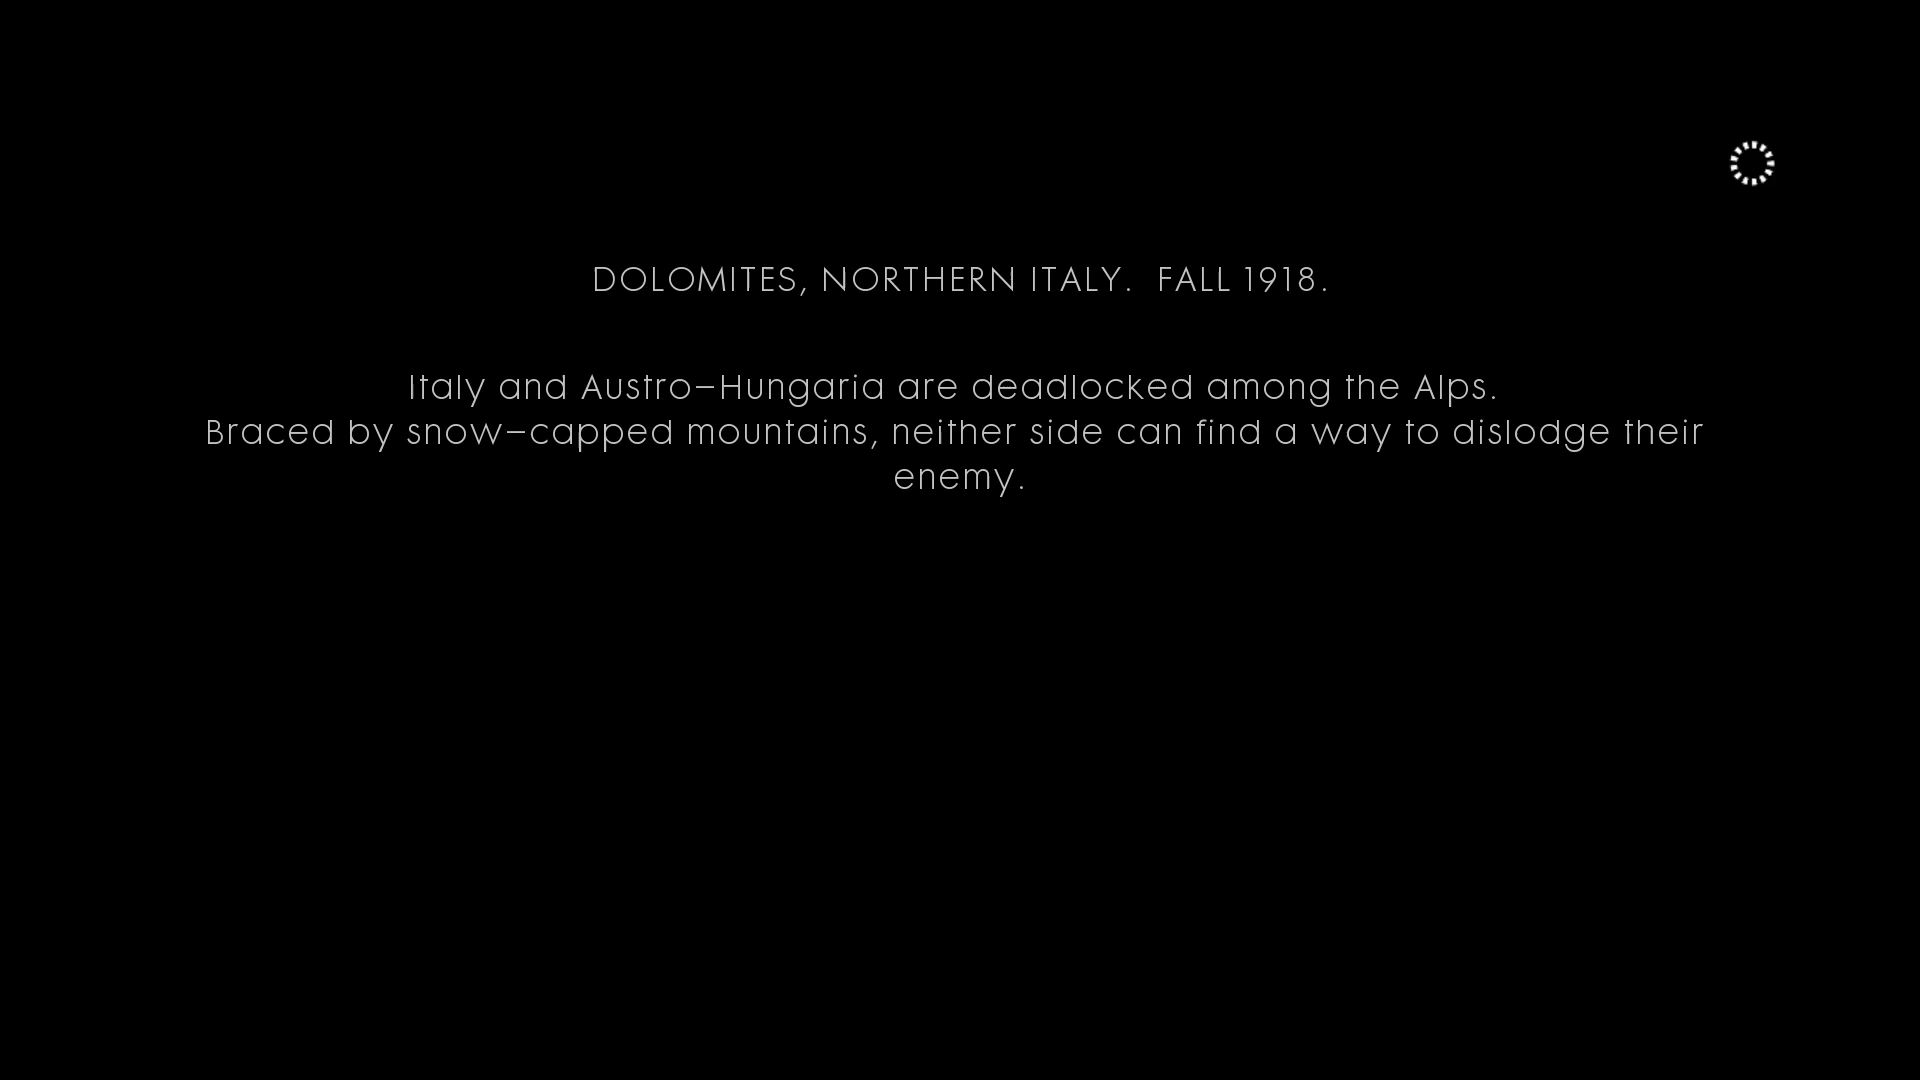 DOLOMITES, NORTHERN ITALY.  FALL 1918.
Italy and Austro-Hungaria are deadlocked among the Alps.
Braced by snow-capped mountains, neither side can find a way to dislodge their
enemy.